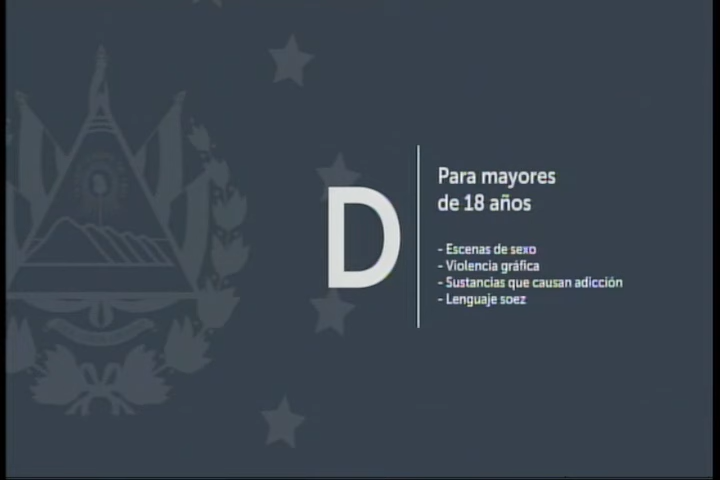 D
Para mayores
de 18 años
- Escenas de sexo
- Violencia gráfica
- Sustancias que causan adicción
- Lenguaje soez